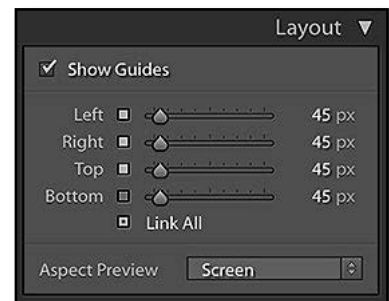 Layout
Show Guides
Left 45 px
Right 45 px
Top 45 px
Bottom 45 px
Link All
Aspect Preview Screen